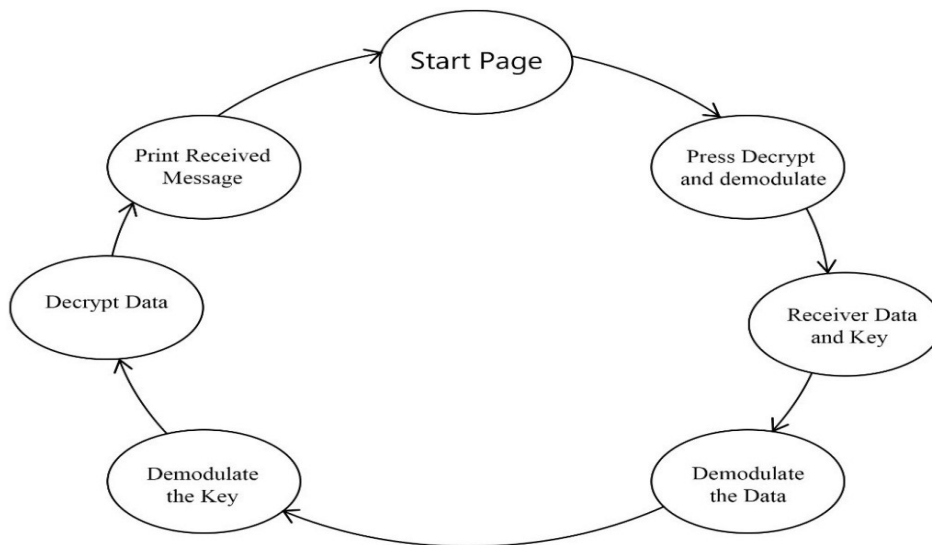 Start Page
Press Decrypt
and demodulate
Receiver Data
and Key
Demodulate
the Data
Demodulate
the Key
Decrypt Data
Print Received
Message